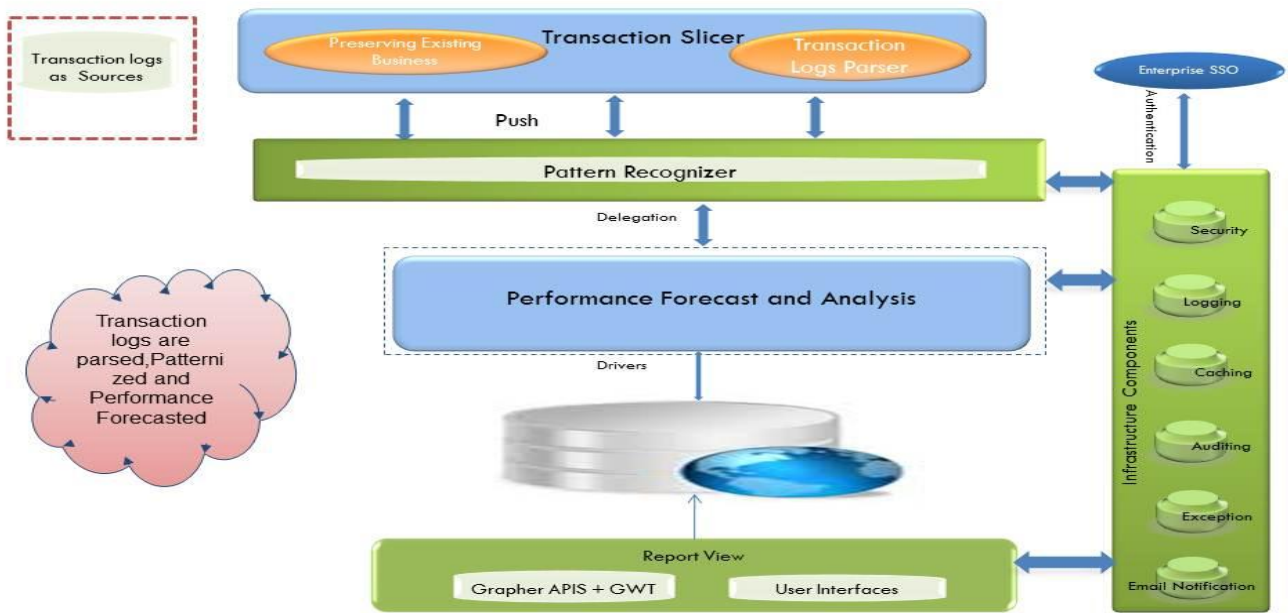 Transaction logs
as Sources
Transaction Slicer
Preserving Existing
Business
Transaction
Logs Parser
Enterprise SSO
Authentication
Push
Pattern Recognizer
Delegation
Performance Forecast and Analysis
Drivers
Transaction
logs are
parsed,Patterni
zed and
Performance
Forecasted
Infrastructure Components
Security
Logging
Caching
Auditing
Exception
Email Notification
Report View
Grapher APIS + GWT
User Interfaces